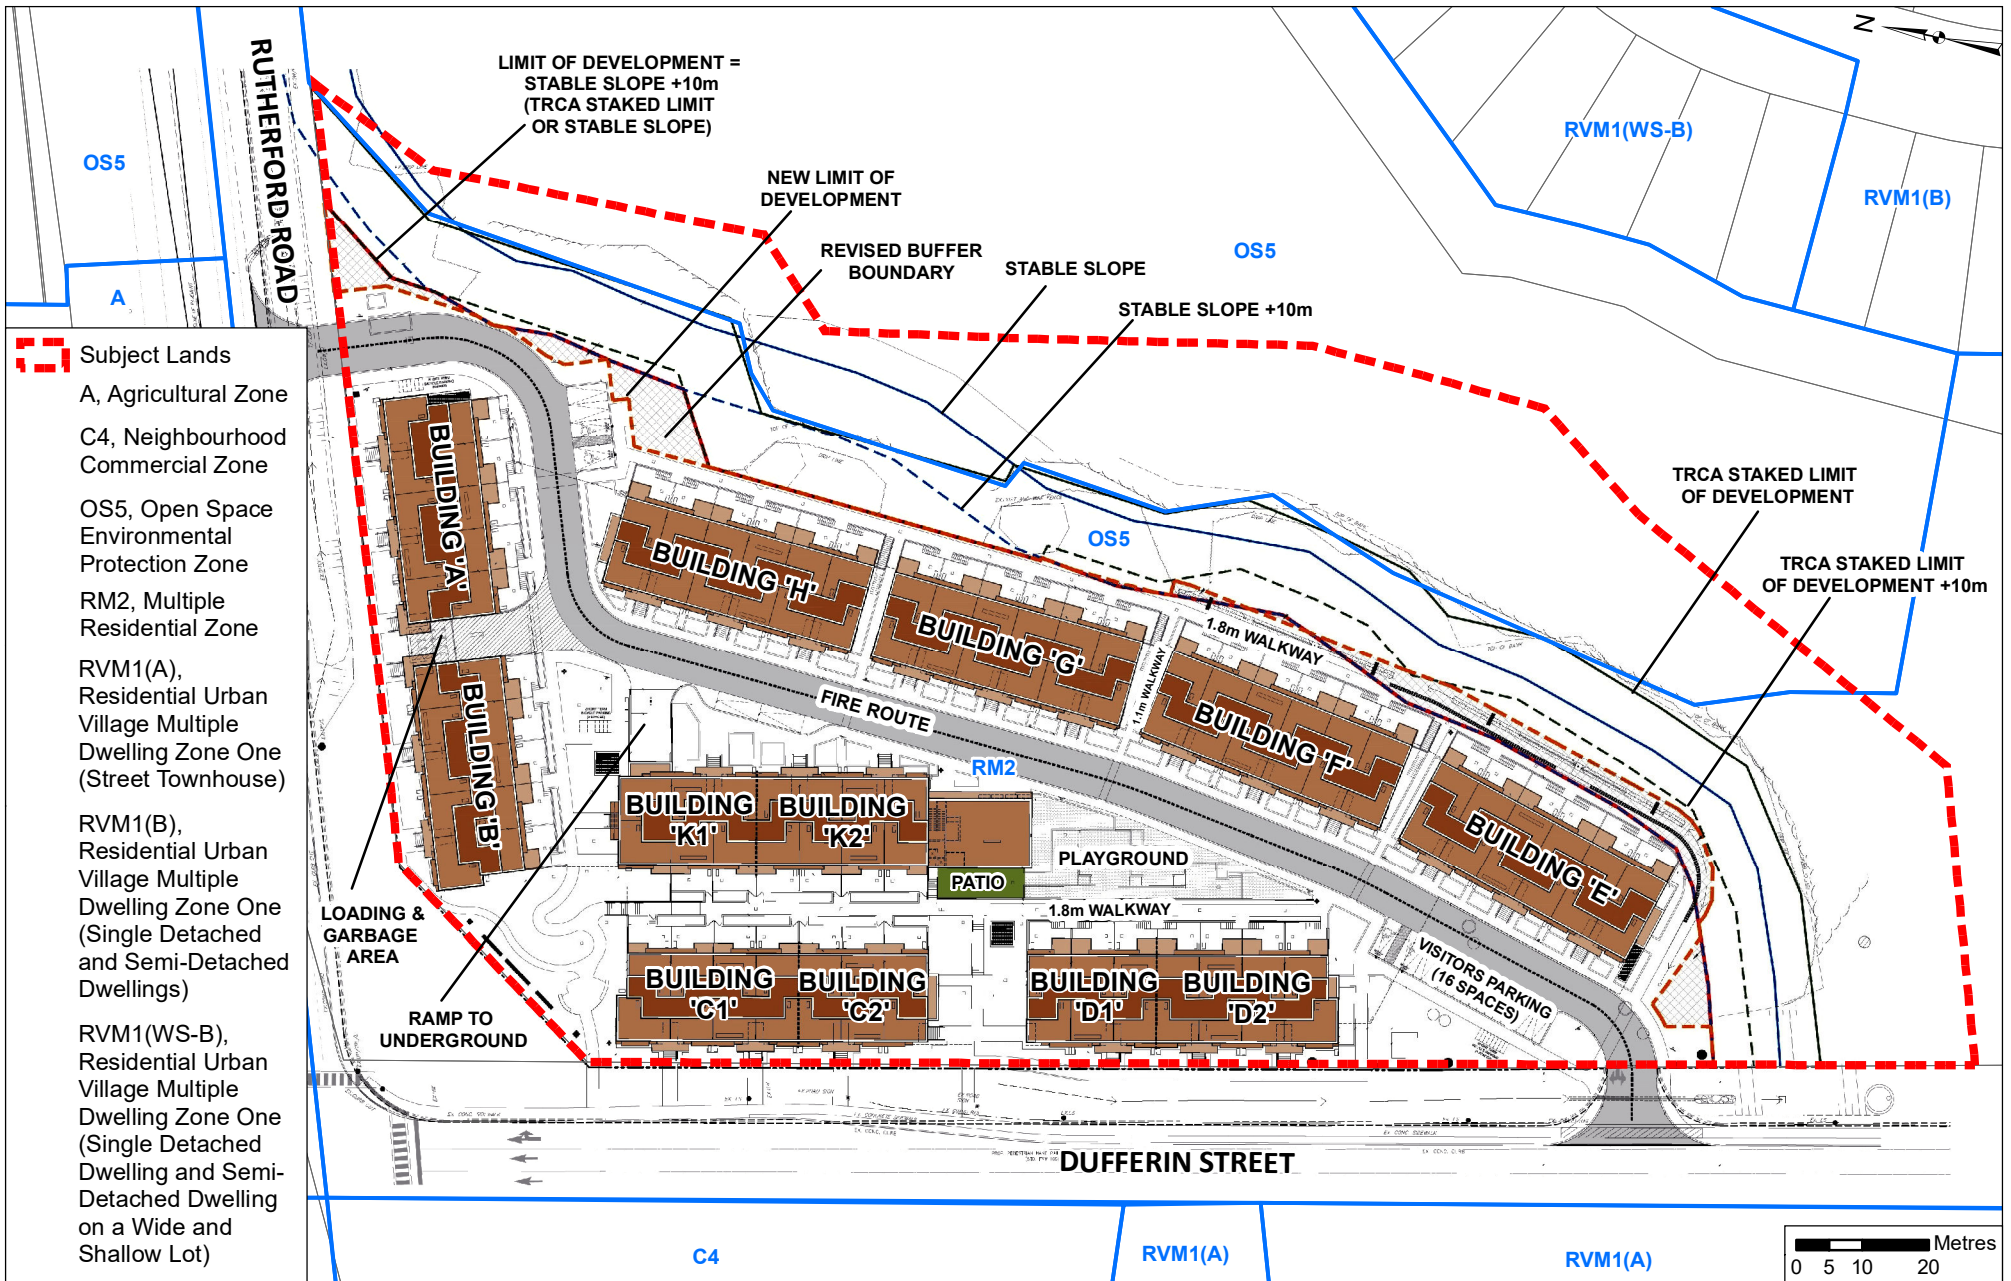 RUTHERFORD ROAD
LIMIT OF DEVELOPMENT =
STABLE SLOPE +10m
(TRCA STAKED LIMIT
OR STABLE SLOPE)
NEW LIMIT OF
DEVELOPMENT
REVISED BUFFER
BOUNDARY
STABLE SLOPE
STABLE SLOPE +10m
OS5
RVM1(WS-B)
RVM1(B)
N
OS5
A
Subject Lands
A, Agricultural Zone
C4, Neighbourhood
Commercial Zone
OS5, Open Space
Environmental
Protection Zone
RM2, Multiple
Residential Zone
RVM1(A),
Residential Urban
Village Multiple
Dwelling Zone One
(Street Townhouse)
RVM1(B),
Residential Urban
Village Multiple
Dwelling Zone One
(Single Detached
and Semi-Detached
Dwellings)
RVM1(WS-B),
Residential Urban
Village Multiple
Dwelling Zone One
(Single Detached
Dwelling and Semi-
Detached Dwelling
on a Wide and
Shallow Lot)
TRCA STAKED LIMIT
OF DEVELOPMENT
TRCA STAKED LIMIT
OF DEVELOPMENT +10m
OS5
BUILDING 'A'
BUILDING 'B'
BUILDING 'H'
BUILDING 'G'
BUILDING 'F'
BUILDING 'E'
1.8m WALKWAY
1.1m WALKWAY
FIRE ROUTE
RM2
BUILDING
'K1'
BUILDING
'K2'
PLAYGROUND
PATIO
1.8m WALKWAY
BUILDING
'C1'
BUILDING
'C2'
BUILDING
'D1'
BUILDING
'D2'
VISITORS PARKING
(16 SPACES)
LOADING &
GARBAGE
AREA
RAMP TO
UNDERGROUND
DUFFERIN STREET
C4
RVM1(A)
RVM1(A)
Metres
0 5 10 20